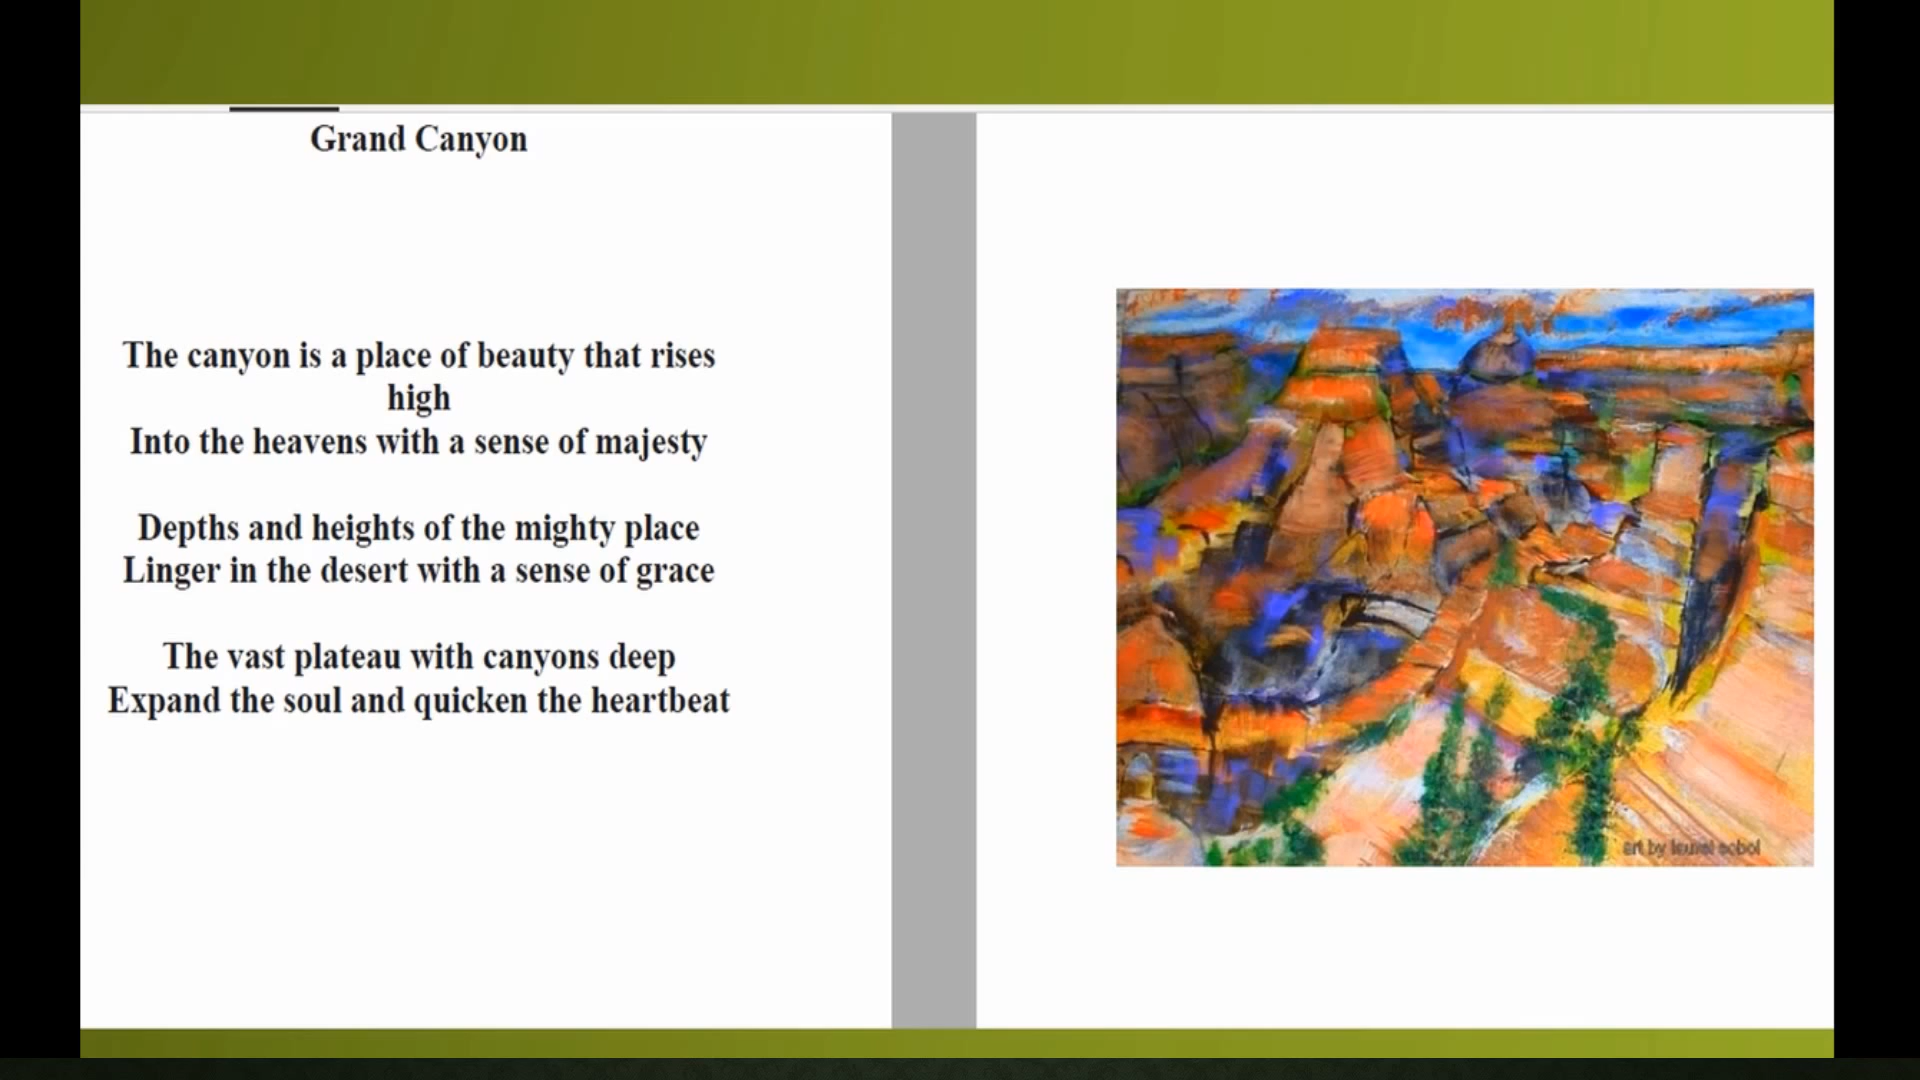 Grand Canyon
The canyon is a place of beauty that rises
high
Into the heavens with a sense of majesty
Depths and heights of the mighty place
Linger in the desert with a sense of grace
The vast plateau with canyons deep
Expand the soul and quicken the heartbeat
art by laurel sobol